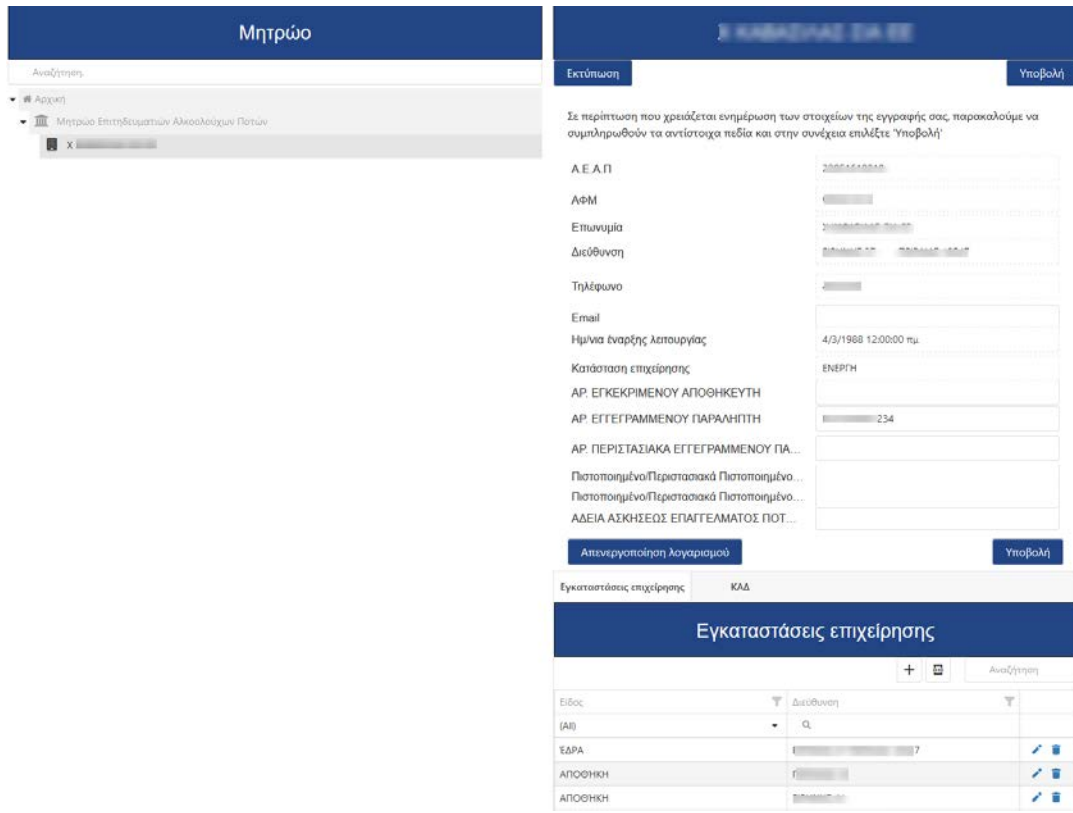 Μητρώο
Αναζήτηση
Αρχική
Μητρώο Επιτηδευματιών Αλκοολούχων Ποτών
Χ
Εκτύπωση
Υποβολή
Σε περίπτωση που χρειάζεται ενημέρωση των στοιχείων της εγγραφής σας, παρακαλούμε να
συμπληρωθούν τα αντίστοιχα πεδία και στην συνέχεια επιλέξτε 'Υποβολή'
Α.Ε.Α.Π
ΑΦΜ
Επωνυμία
Διεύθυνση
Τηλέφωνο
Email
Ημ/νια έναρξης λειτουργίας 4/3/1988 12:00:00 πμ
Κατάσταση επιχείρησης ΕΝΕΡΓΗ
ΑΡ. ΕΓΚΕΚΡΙΜΕΝΟΥ ΑΠΟΘΗΚΕΥΤΗ
ΑΡ. ΕΓΓΕΓΡΑΜΜΕΝΟΥ ΠΑΡΑΛΗΠΤΗ 234
ΑΡ. ΠΕΡΙΣΤΑΣΙΑΚΑ ΕΓΓΕΓΡΑΜΜΕΝΟΥ ΠΑ...
Πιστοποιημένο/Περιστασιακά Πιστοποιημένο...
Πιστοποιημένο/Περιστασιακά Πιστοποιημένο...
ΑΔΕΙΑ ΑΣΚΗΣΕΩΣ ΕΠΑΓΓΕΛΜΑΤΟΣ ΠΟΤ...
Απενεργοποίηση λογαρισμού
Υποβολή
Εγκαταστάσεις επιχείρησης ΚΑΔ
Εγκαταστάσεις επιχείρησης
Αναζήτηση
Είδος Διεύθυνση
(All)
ΈΔΡΑ 7
ΑΠΟΘΉΚΗ
ΑΠΟΘΉΚΗ